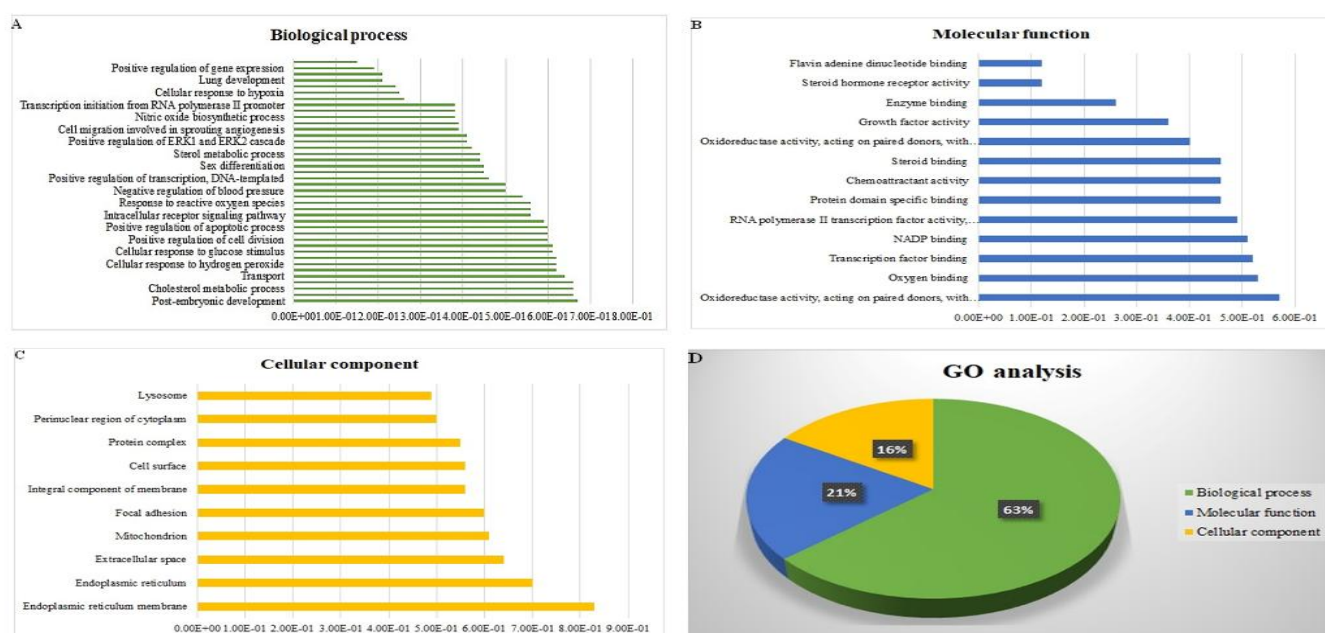 A
Biological process
Positive regulation of gene expression
Lung development
Cellular response to hypoxia
Transcription initiation from RNA polymerase II promoter
Nitric oxide biosynthetic process
Cell migration involved in sprouting angiogenesis
Positive regulation of ERK1 and ERK2 cascade
Sterol metabolic process
Sex differentiation
Positive regulation of transcription, DNA-templated
Negative regulation of blood pressure
Response to reactive oxygen species
Intracellular receptor signaling pathway
Positive regulation of apoptotic process
Positive regulation of cell division
Cellular response to glucose stimulus
Cellular response to hydrogen peroxide
Transport
Cholesterol metabolic process
Post-embryonic development
0.00E+001.00E-012.00E-013.00E-014.00E-015.00E-016.00E-017.00E-018.00E-01
B
Molecular function
Flavin adenine dinucleotide binding
Steroid hormone receptor activity
Enzyme binding
Growth factor activity
Oxidoreductase activity, acting on paired donors, with…
Steroid binding
Chemoattractant activity
Protein domain specific binding
RNA polymerase II transcription factor activity,…
NADP binding
Transcription factor binding
Oxygen binding
Oxidoreductase activity, acting on paired donors, with…
0.00E+00 1.00E-01 2.00E-01 3.00E-01 4.00E-01 5.00E-01 6.00E-01
C
Cellular component
Lysosome
Perinuclear region of cytoplasm
Protein complex
Cell surface
Integral component of membrane
Focal adhesion
Mitochondrion
Extracellular space
Endoplasmic reticulum
Endoplasmic reticulum membrane
0.00E+00 1.00E-01 2.00E-01 3.00E-01 4.00E-01 5.00E-01 6.00E-01 7.00E-01 8.00E-01 9.00E-01
D
GO analysis
16%
21%
63%
Biological process
Molecular function
Cellular component